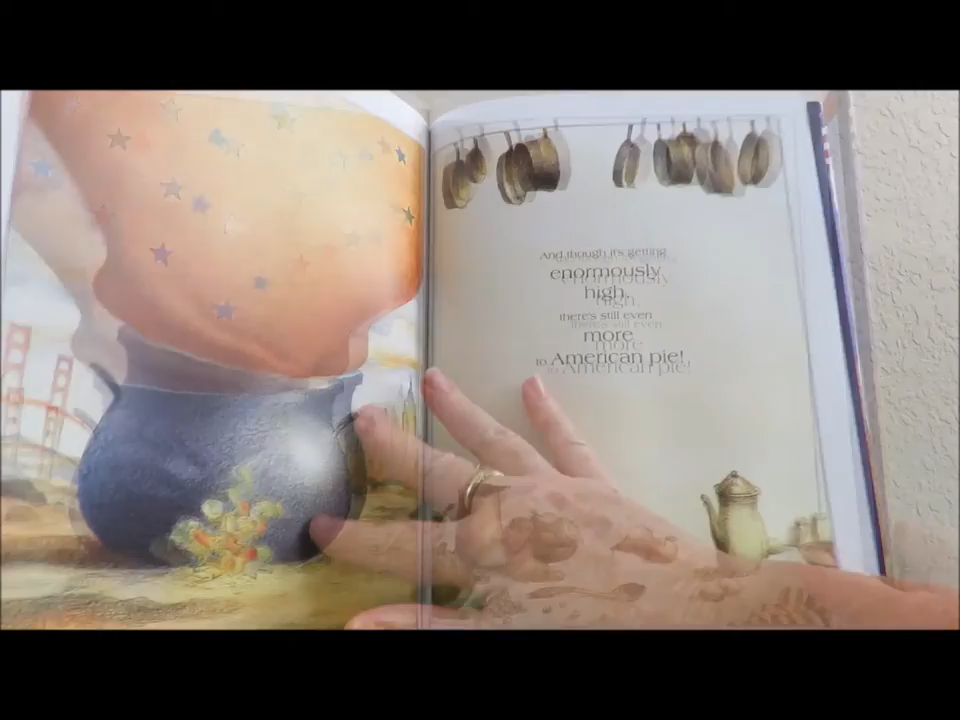 And though it's getting
enormously
high,
there's still even
more
to American pie!